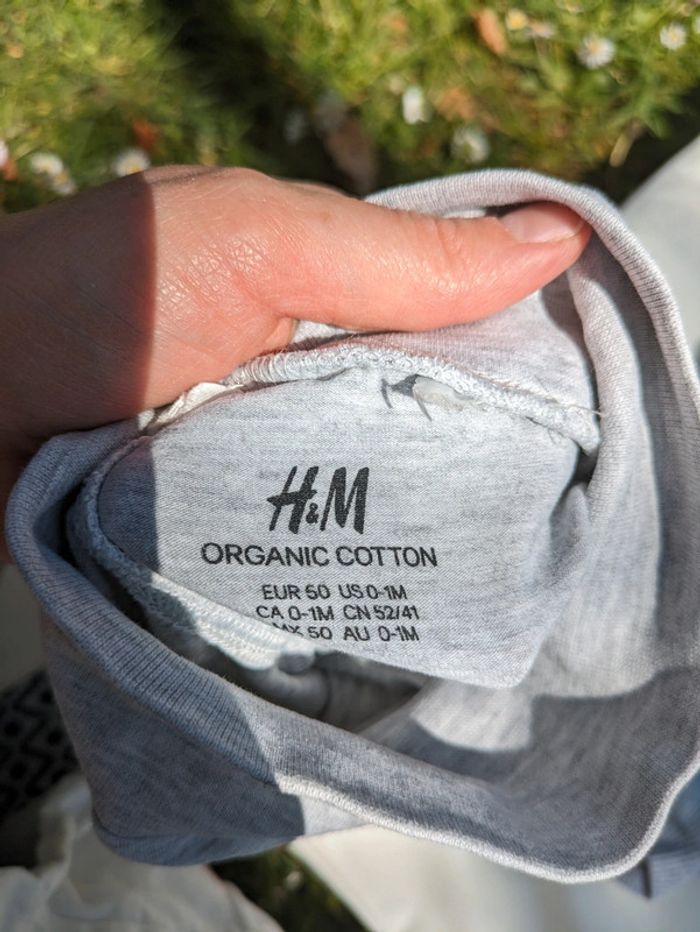 H&M
ORGANIC COTTON
EUR 50 US 0-1M
CA 0-1M CN 52/41
MX 50 AU 0-1M